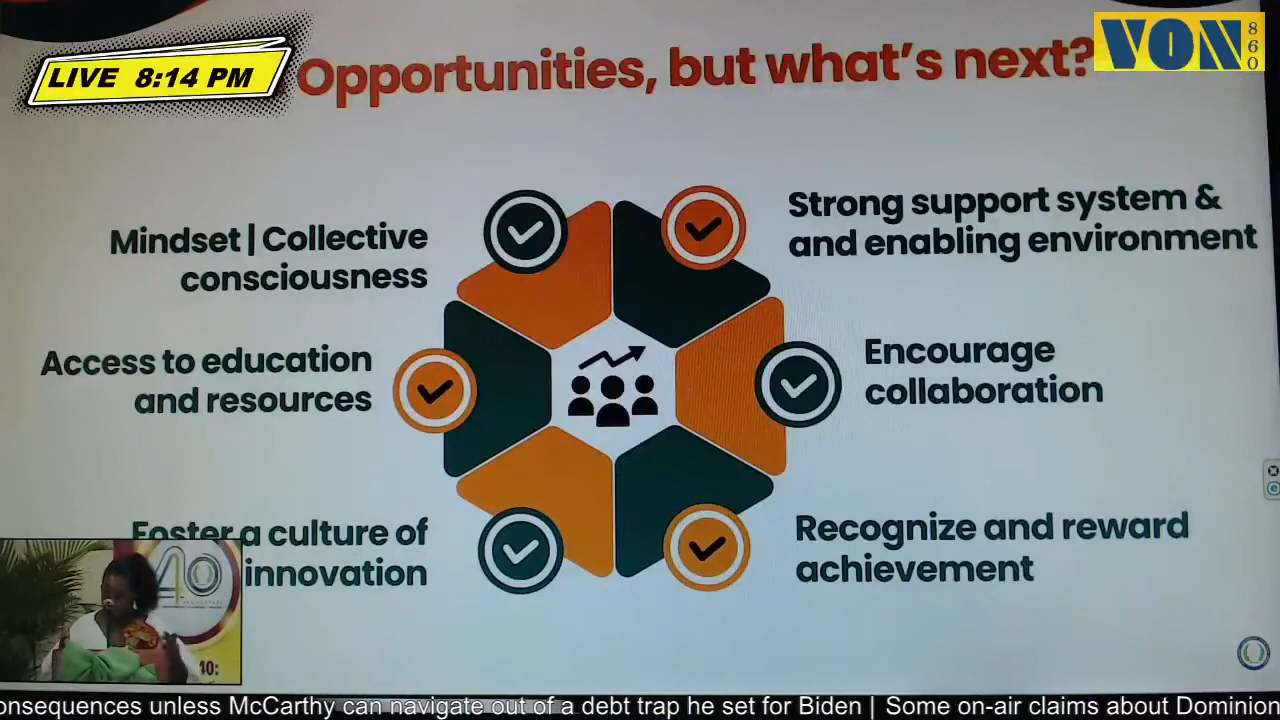 LIVE 8:14 PM
Opportunities, but what's next?
VON
860
Mindset | Collective
consciousness
Strong support system &
and enabling environment
Access to education
and resources
Encourage
collaboration
Foster a culture of
innovation
Recognize and reward
achievement
40
40:
onsequences unless McCarthy can navigate out of a debt trap he set for Biden | Some on-air claims about Dominion